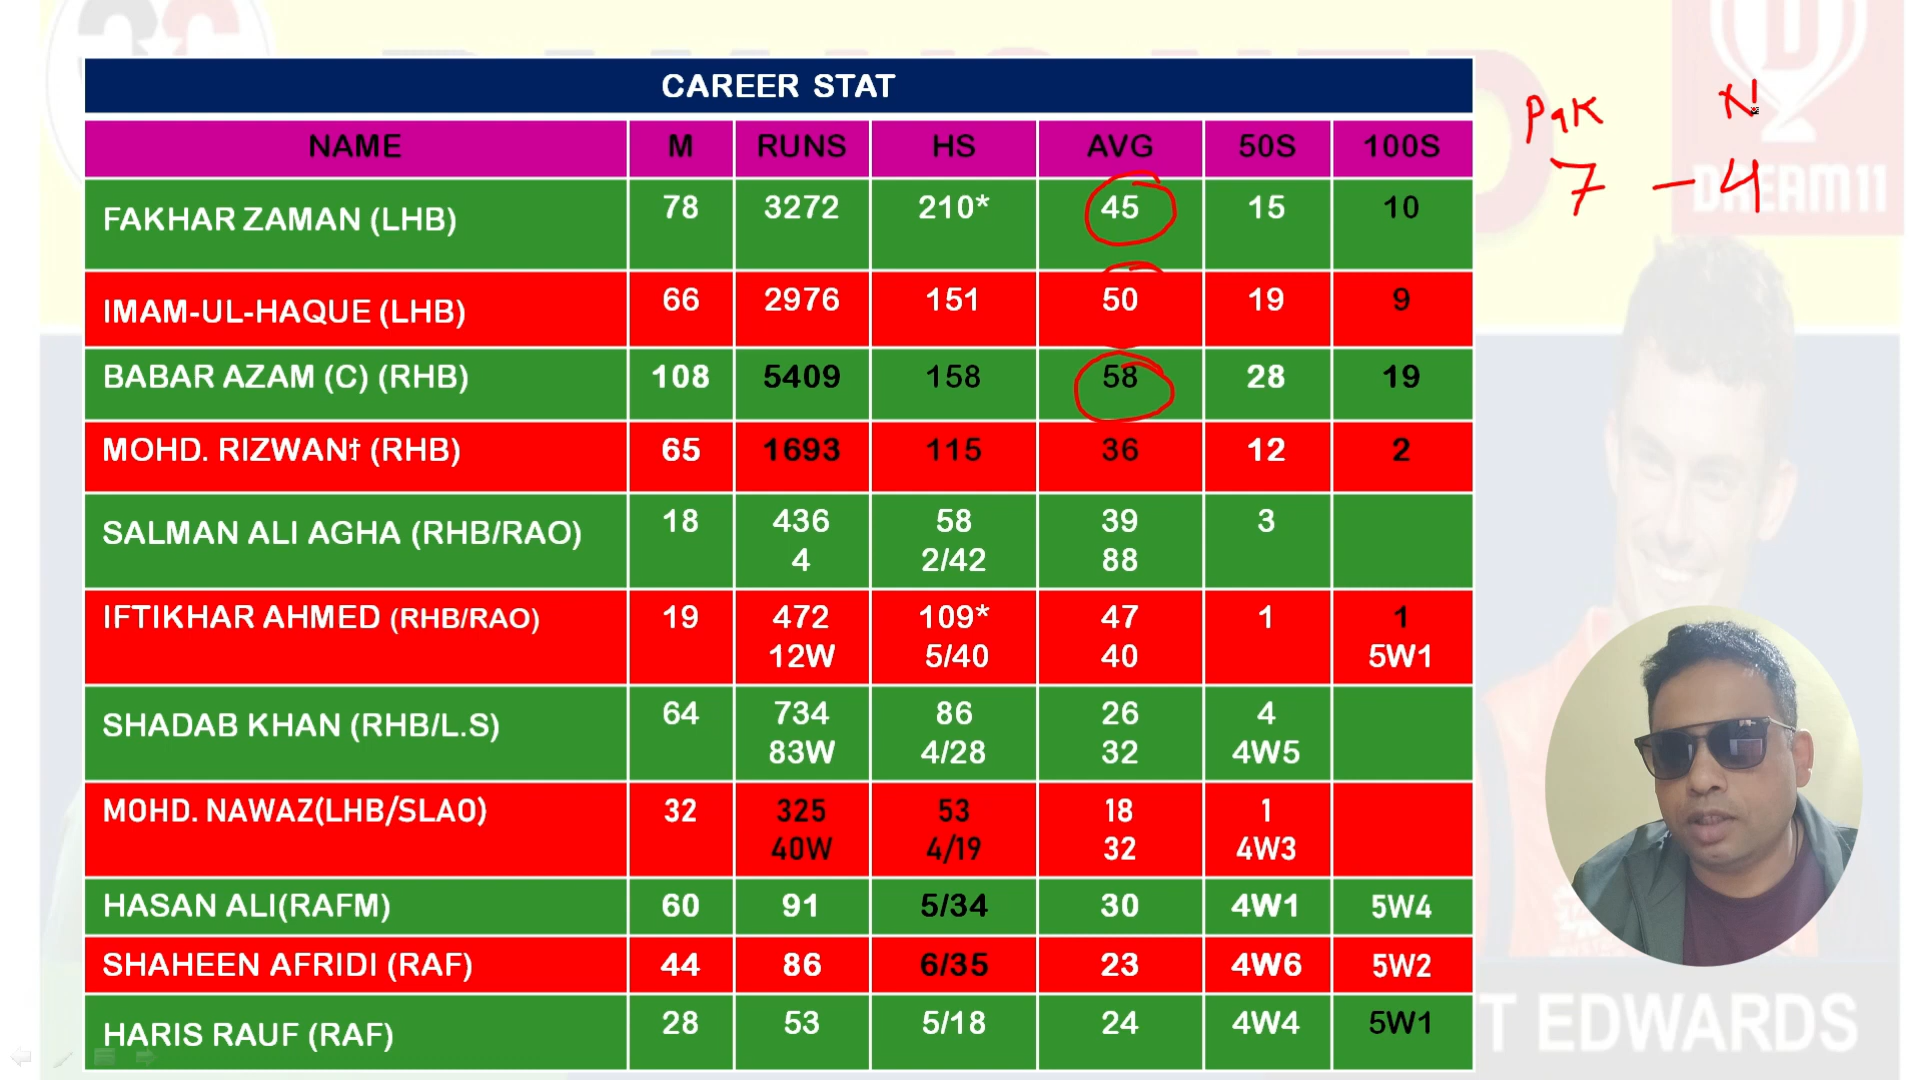 CAREER STAT
NAME M RUNS HS AVG 50S 100S
FAKHAR ZAMAN (LHB) 78 3272 210* 45 15 10
IMAM-UL-HAQUE (LHB) 66 2976 151 50 19 9
BABAR AZAM (C) (RHB) 108 5409 158 58 28 19
MOHD. RIZWAN† (RHB) 65 1693 115 36 12 2
SALMAN ALI AGHA (RHB/RAO) 18 436 58 39 3
4 2/42 88
IFTIKHAR AHMED (RHB/RAO) 19 472 109* 47 1 1
12W 5/40 40 5W1
SHADAB KHAN (RHB/L.S) 64 734 86 26 4
83W 4/28 32 4W5
MOHD. NAWAZ(LHB/SLAO) 32 325 53 18 1
40W 4/19 32 4W3
HASAN ALI(RAFM) 60 91 5/34 30 4W1 5W4
SHAHEEN AFRIDI (RAF) 44 86 6/35 23 4W6 5W2
HARIS RAUF (RAF) 28 53 5/18 24 4W4 5W1
Pak N
7 - 4
DREAM11
T EDWARDS